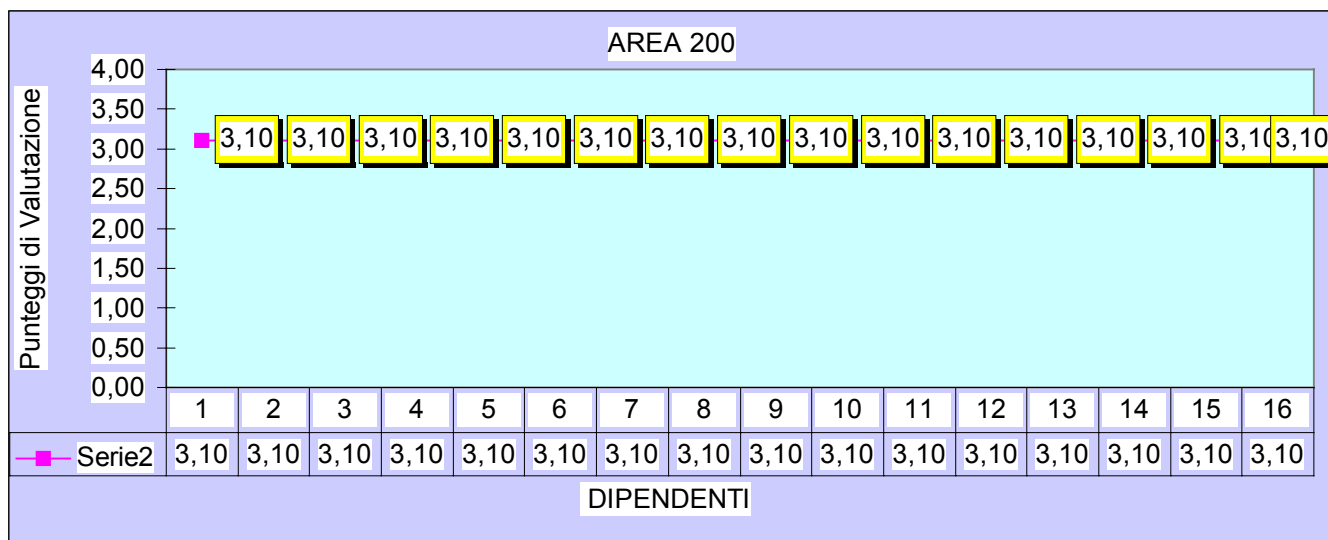 AREA 200
Punteggi di Valutazione
4,00
3,50
3,00
2,50
2,00
1,50
1,00
0,50
0,00
3,10 3,10 3,10 3,10 3,10 3,10 3,10 3,10 3,10 3,10 3,10 3,10 3,10 3,10 3,10 3,10
1 2 3 4 5 6 7 8 9 10 11 12 13 14 15 16
Serie2 3,10 3,10 3,10 3,10 3,10 3,10 3,10 3,10 3,10 3,10 3,10 3,10 3,10 3,10 3,10 3,10
DIPENDENTI